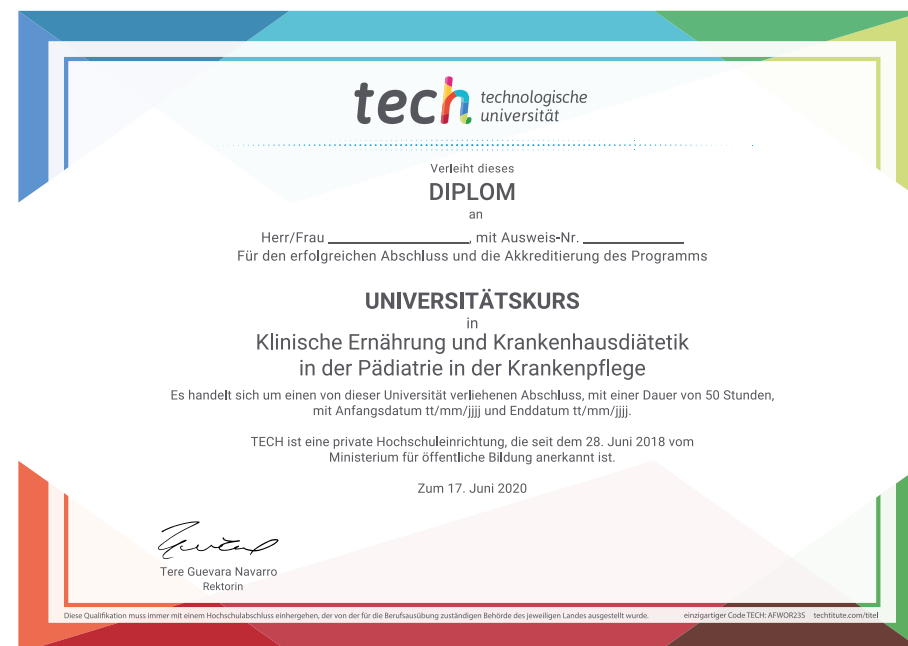 tech technologische
universität
Verleiht dieses
DIPLOM
an
Herr/Frau ____________________, mit Ausweis-Nr. ______________
Für den erfolgreichen Abschluss und die Akkreditierung des Programms
UNIVERSITÄTSKURS
in
Klinische Ernährung und Krankenhausdiätetik
in der Pädiatrie in der Krankenpflege
Es handelt sich um einen von dieser Universität verliehenen Abschluss, mit einer Dauer von 50 Stunden,
mit Anfangsdatum tt/mm/jjjj und Enddatum tt/mm/jjjj.
TECH ist eine private Hochschuleinrichtung, die seit dem 28. Juni 2018 vom
Ministerium für öffentliche Bildung anerkannt ist.
Zum 17. Juni 2020
Tere Guevara Navarro
Rektorin
Diese Qualifikation muss immer mit einem Hochschulabschluss einhergehen, der von der für die Berufsausübung zuständigen Behörde des jeweiligen Landes ausgestellt wurde. einzigartiger Code TECH: AFWOR23S techtitute.com/titel